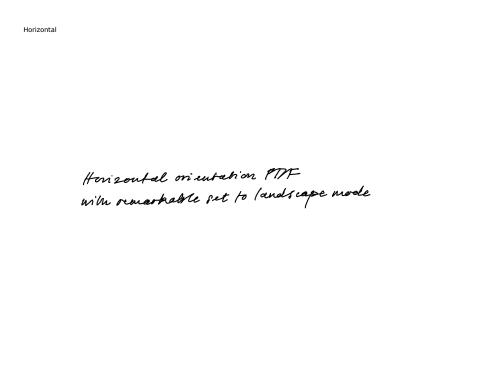 Horizontal
Horizontal orientation PDF
with remarkable set to landscape mode